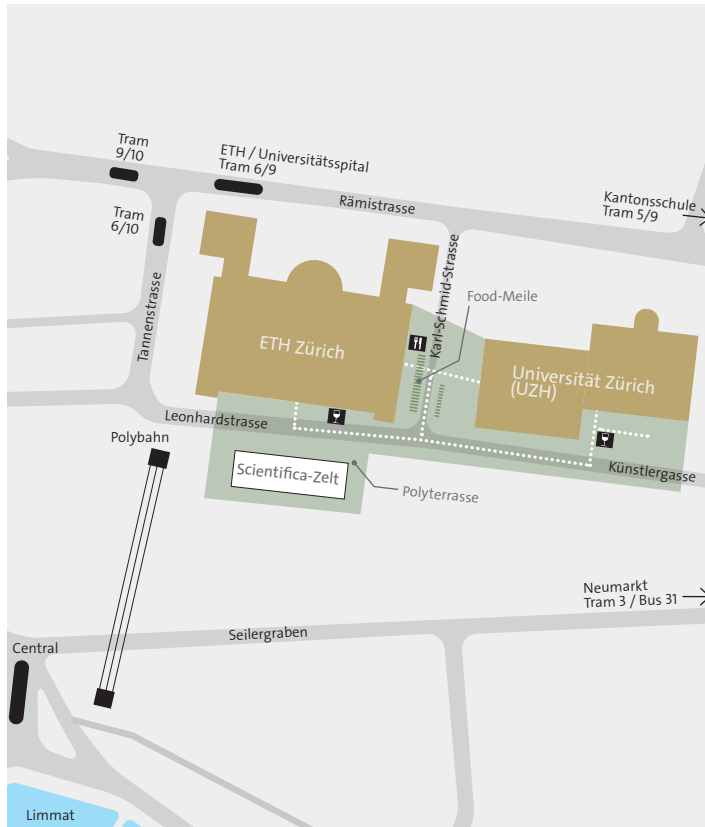 Tram
9/10
ETH / Universitätsspital
Tram 6/9
Rämistrasse
Kantonsschule
Tram 5/9
Tram
6/10
Tannenstrasse
Karl-Schmid-Strasse
Food-Meile
ETH Zürich
Universität Zürich
(UZH)
Leonhardstrasse
Polybahn
Scientifica-Zelt
Künstlergasse
Polyterrasse
Neumarkt
Tram 3 / Bus 31
Seilergraben
Central
Limmat